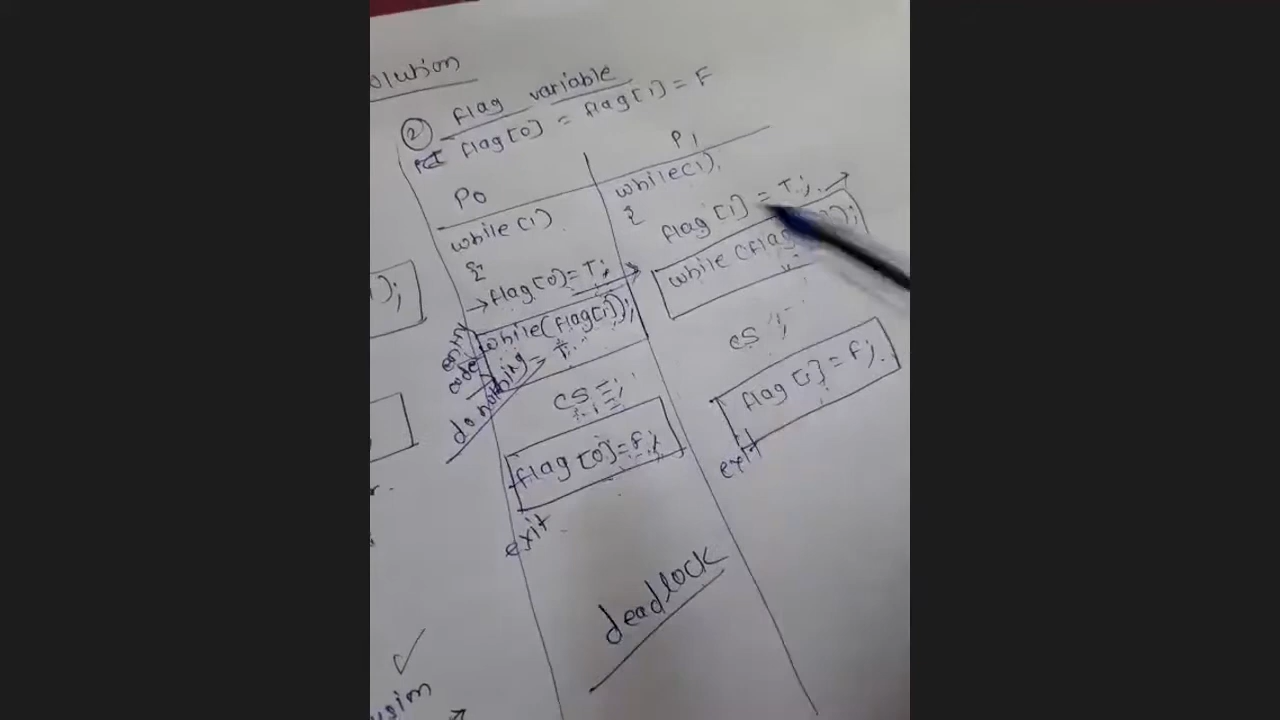 olution
② flag variable
flag[0] = flag[1] = F
P0
while(1)
{
→flag[0]=T;
while(flag[1]);
entry
code
do nothing = T
CS
flag[0]=F;
exit
P1
while(1)
{
flag[1] = T;
while(flag
CS ;
flag[1] = F;
exit
deadlock